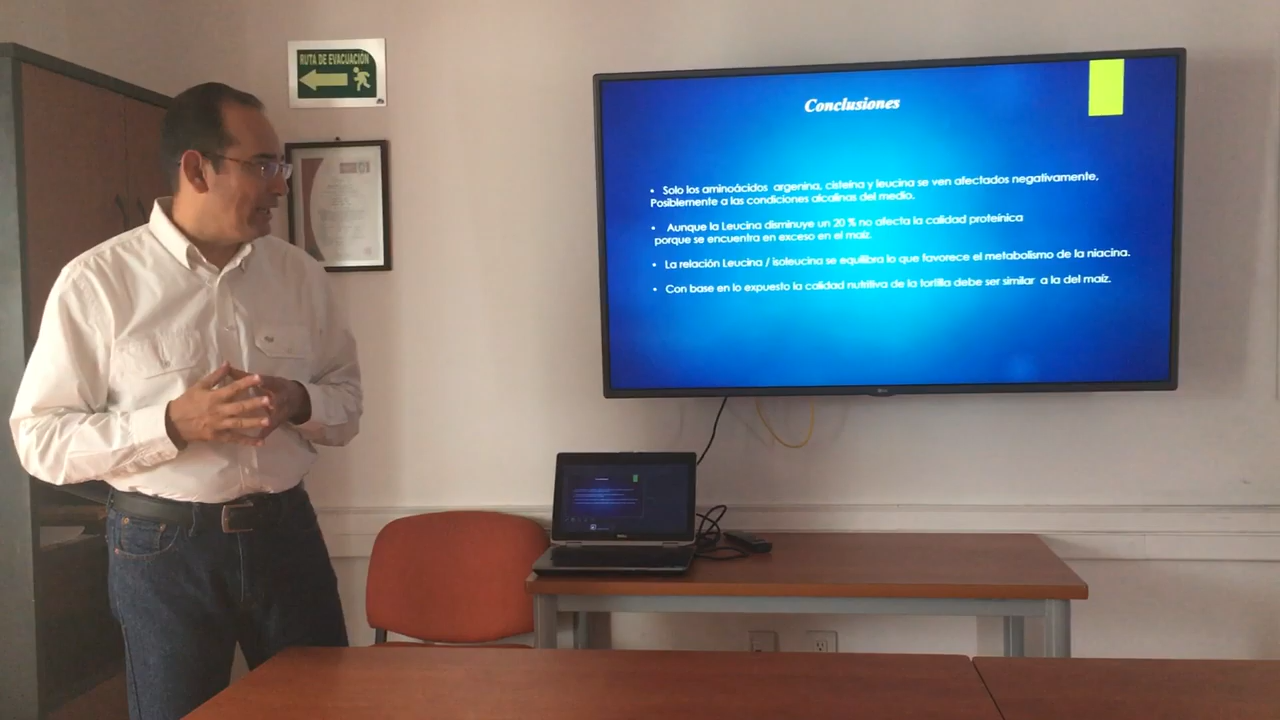 RUTA DE EVACUACIÓN
Conclusiones
• Solo los aminoácidos argenina, cisteína y leucina se ven afectados negativamente,
Posiblemente a las condiciones alcalinas del medio.
• Aunque la Leucina disminuye un 20 % no afecta la calidad proteínica
porque se encuentra en exceso en el maíz.
• La relación Leucina / isoleucina se equilibra lo que favorece el metabolismo de la niacina.
• Con base en lo expuesto la calidad nutritiva de la tortilla debe ser similar a la del maíz.